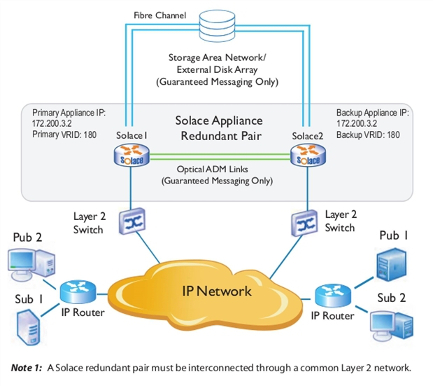 Fibre Channel
Storage Area Network/
External Disk Array
(Guaranteed Messaging Only)
Primary Appliance IP:
172.200.3.2
Primary VRID: 180
Solace Appliance
Redundant Pair
Backup Appliance IP:
172.200.3.2
Backup VRID: 180
Solace1
Solace2
Solace
Solace
Optical ADM Links
(Guaranteed Messaging Only)
Layer 2
Switch
Layer 2
Switch
Pub 2
Pub 1
IP Network
Sub 1
IP Router
IP Router
Sub 2
Note 1: A Solace redundant pair must be interconnected through a common Layer 2 network.